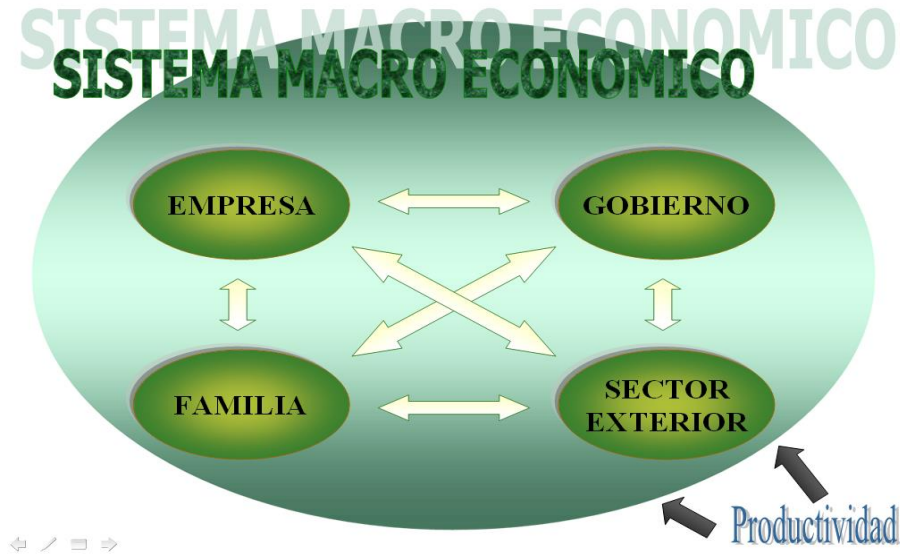 SISTEMA MACRO ECONOMICO
SISTEMA MACRO ECONOMICO
EMPRESA
GOBIERNO
FAMILIA
SECTOR
EXTERIOR
Productividad